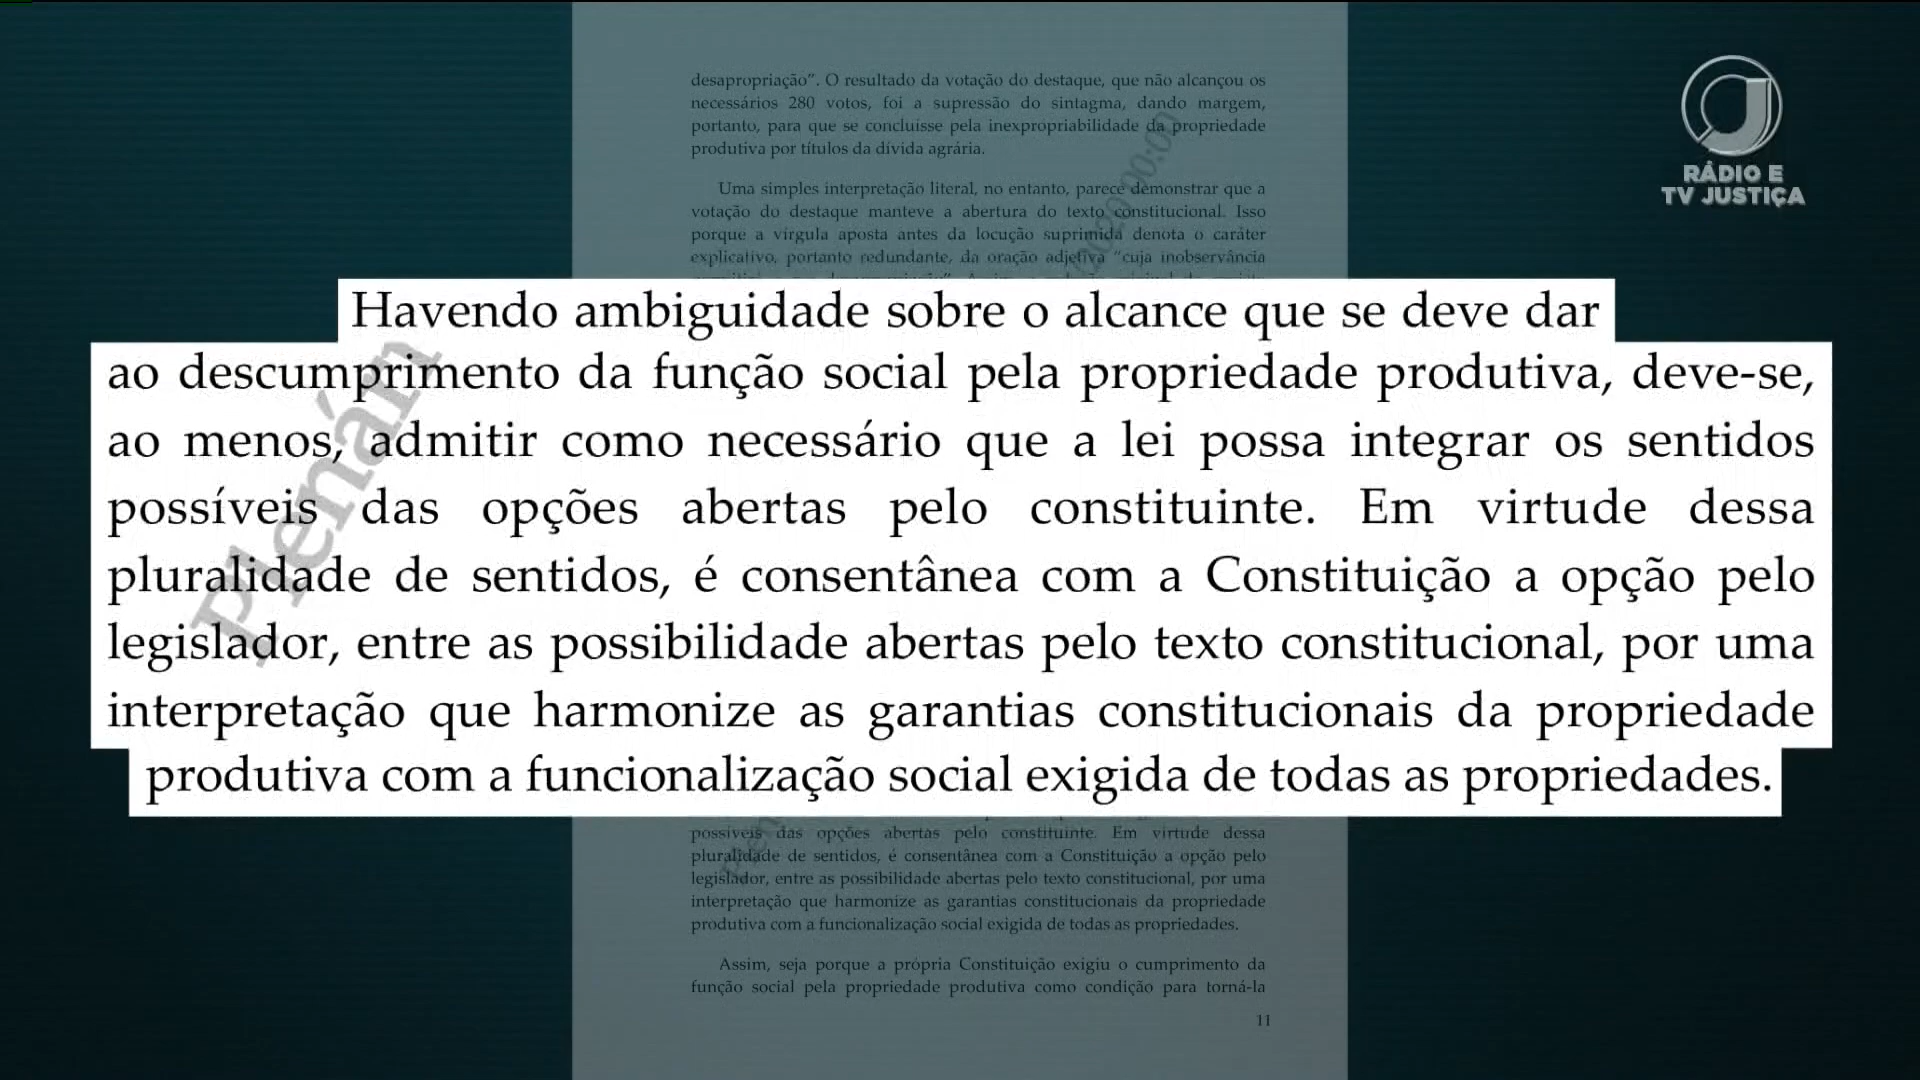 desapropriação”. O resultado da votação do destaque, que não alcançou os
necessários 280 votos, foi a supressão do sintagma, dando margem,
portanto, para que se concluísse pela inexpropriabilidade da propriedade
produtiva por títulos da dívida agrária.
Uma simples interpretação literal, no entanto, parece demonstrar que a
votação do destaque manteve a abertura do texto constitucional. Isso
porque a vírgula aposta antes da locução suprimida denota o caráter
explicativo, portanto redundante, da oração adjetiva “cuja inobservância
RÁDIO E
TV JUSTIÇA
Havendo ambiguidade sobre o alcance que se deve dar
ao descumprimento da função social pela propriedade produtiva, deve-se,
ao menos, admitir como necessário que a lei possa integrar os sentidos
possíveis das opções abertas pelo constituinte. Em virtude dessa
pluralidade de sentidos, é consentânea com a Constituição a opção pelo
legislador, entre as possibilidade abertas pelo texto constitucional, por uma
interpretação que harmonize as garantias constitucionais da propriedade
produtiva com a funcionalização social exigida de todas as propriedades.
Plenár
possíveis das opções abertas pelo constituinte. Em virtude dessa
pluralidade de sentidos, é consentânea com a Constituição a opção pelo
legislador, entre as possibilidade abertas pelo texto constitucional, por uma
interpretação que harmonize as garantias constitucionais da propriedade
produtiva com a funcionalização social exigida de todas as propriedades.
Assim, seja porque a própria Constituição exigiu o cumprimento da
função social pela propriedade produtiva como condição para torná-la
11